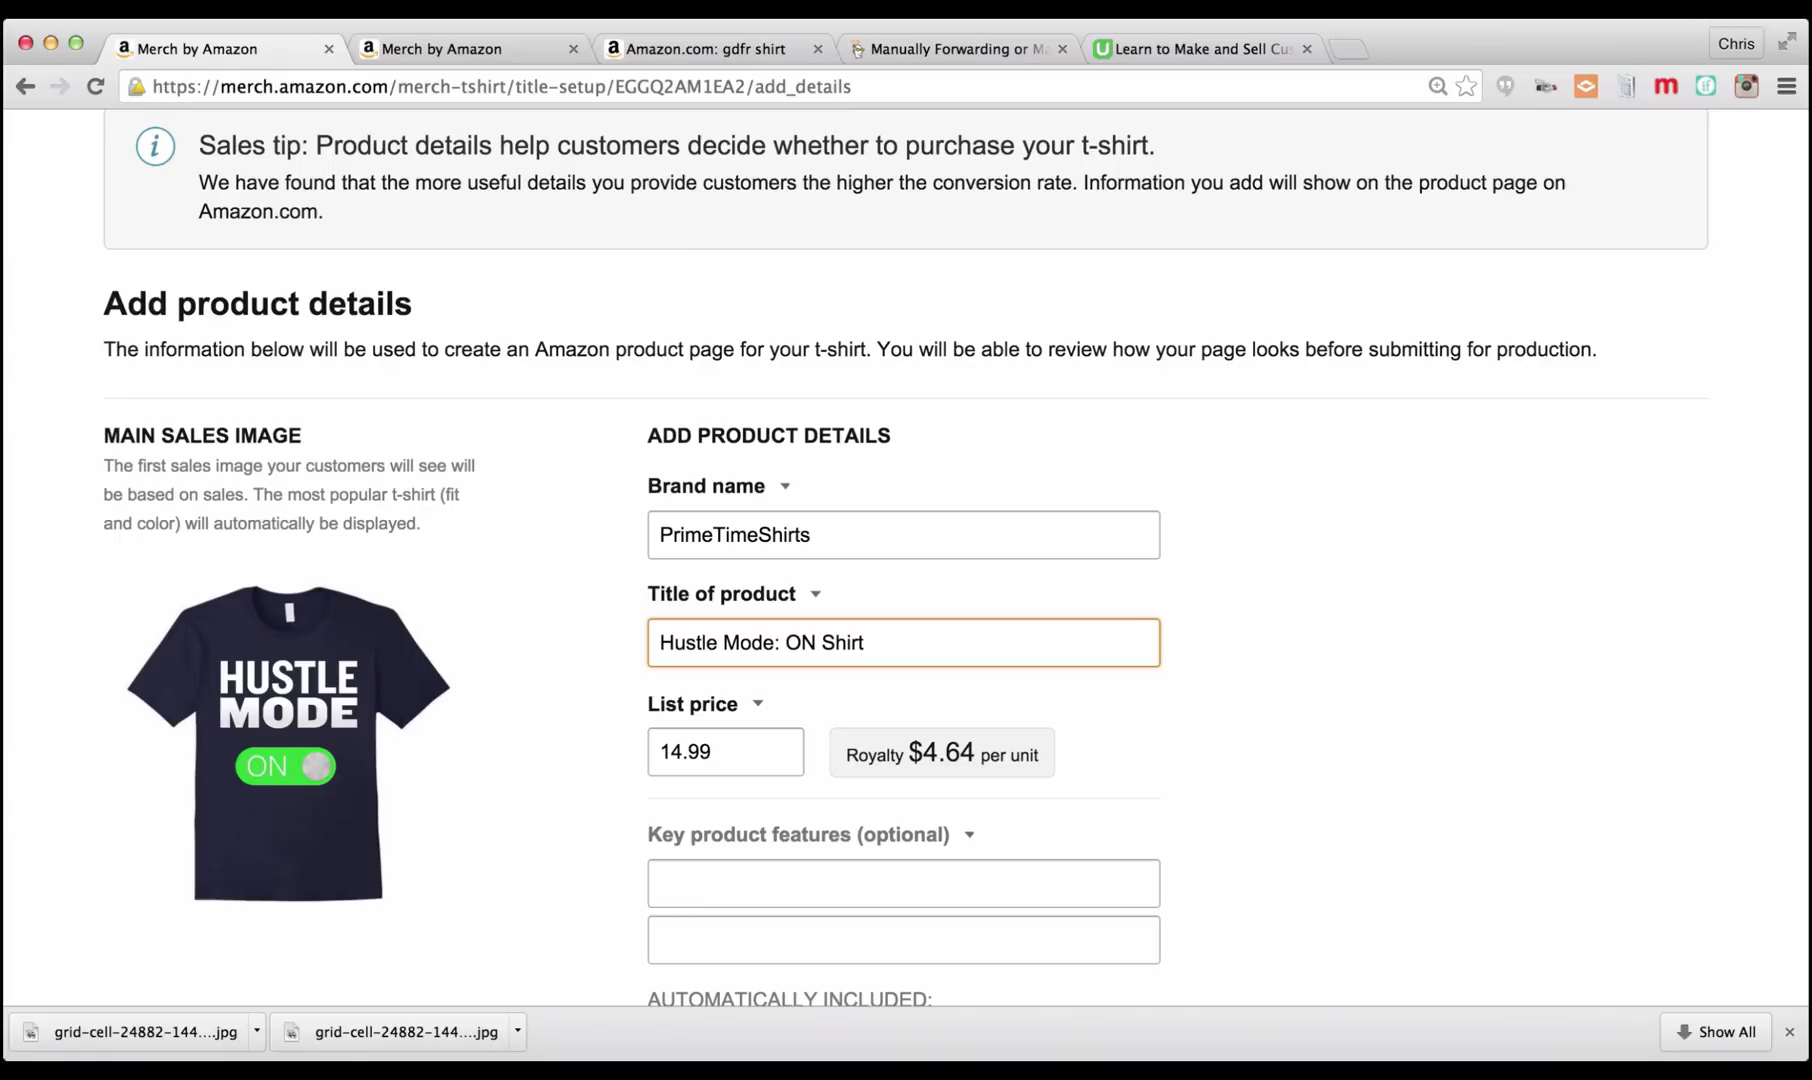 Merch by Amazon
Merch by Amazon
Amazon.com: gdfr shirt
Manually Forwarding or Ma
Learn to Make and Sell Cus
Chris
https://merch.amazon.com/merch-tshirt/title-setup/EGGQ2AM1EA2/add_details
Sales tip: Product details help customers decide whether to purchase your t-shirt.
We have found that the more useful details you provide customers the higher the conversion rate. Information you add will show on the product page on
Amazon.com.
Add product details
The information below will be used to create an Amazon product page for your t-shirt. You will be able to review how your page looks before submitting for production.
MAIN SALES IMAGE
The first sales image your customers will see will
be based on sales. The most popular t-shirt (fit
and color) will automatically be displayed.
HUSTLE
MODE
ON
ADD PRODUCT DETAILS
Brand name
PrimeTimeShirts
Title of product
Hustle Mode: ON Shirt
List price
14.99
Royalty $4.64 per unit
Key product features (optional)
AUTOMATICALLY INCLUDED:
grid-cell-24882-144....jpg
grid-cell-24882-144....jpg
Show All